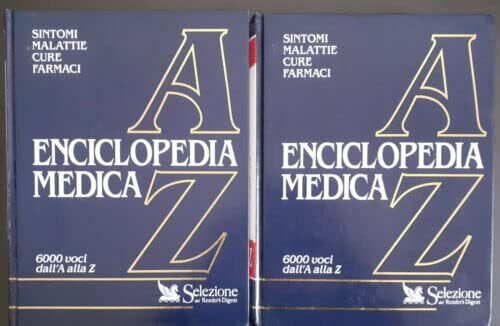 SINTOMI
MALATTIE
CURE
FARMACI
A
ENCICLOPEDIA
MEDICA
Z
6000 voci
dall'A alla Z
Selezione
dal Reader's Digest
SINTOMI
MALATTIE
CURE
FARMACI
A
ENCICLOPEDIA
MEDICA
Z
6000 voci
dall'A alla Z
Selezione
dal Reader's Digest